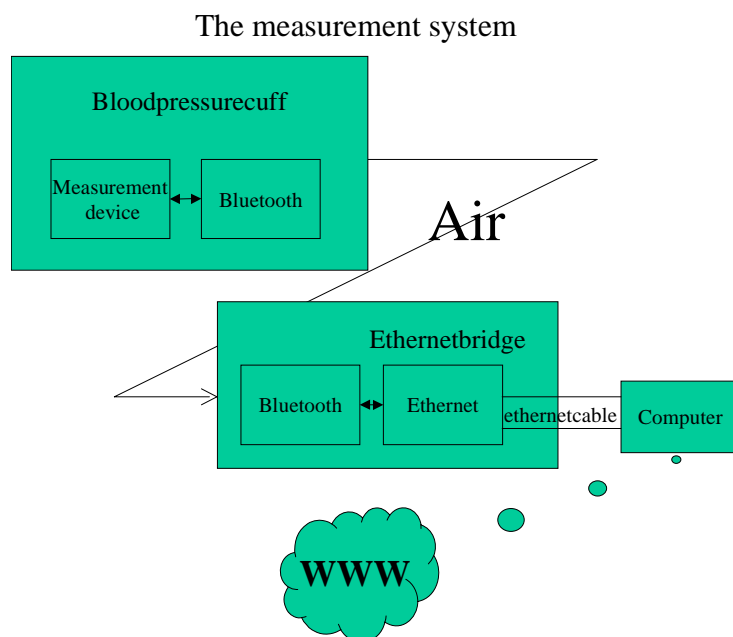 The measurement system
Bloodpressurecuff
Measurement
device
Bluetooth
Air
Ethernetbridge
Bluetooth
Ethernet
ethernetcable
Computer
WWW